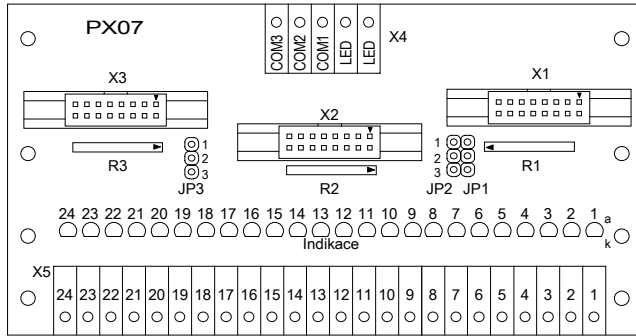 PX07
COM3 COM2 COM1 LED LED
X4
X3
X2
X1
1
2
3
1
2
3
R3
JP3
R2
JP2 JP1
R1
24 23 22 21 20 19 18 17 16 15 14 13 12 11 10 9 8 7 6 5 4 3 2 1
a
k
Indikace
X5
24 23 22 21 20 19 18 17 16 15 14 13 12 11 10 9 8 7 6 5 4 3 2 1